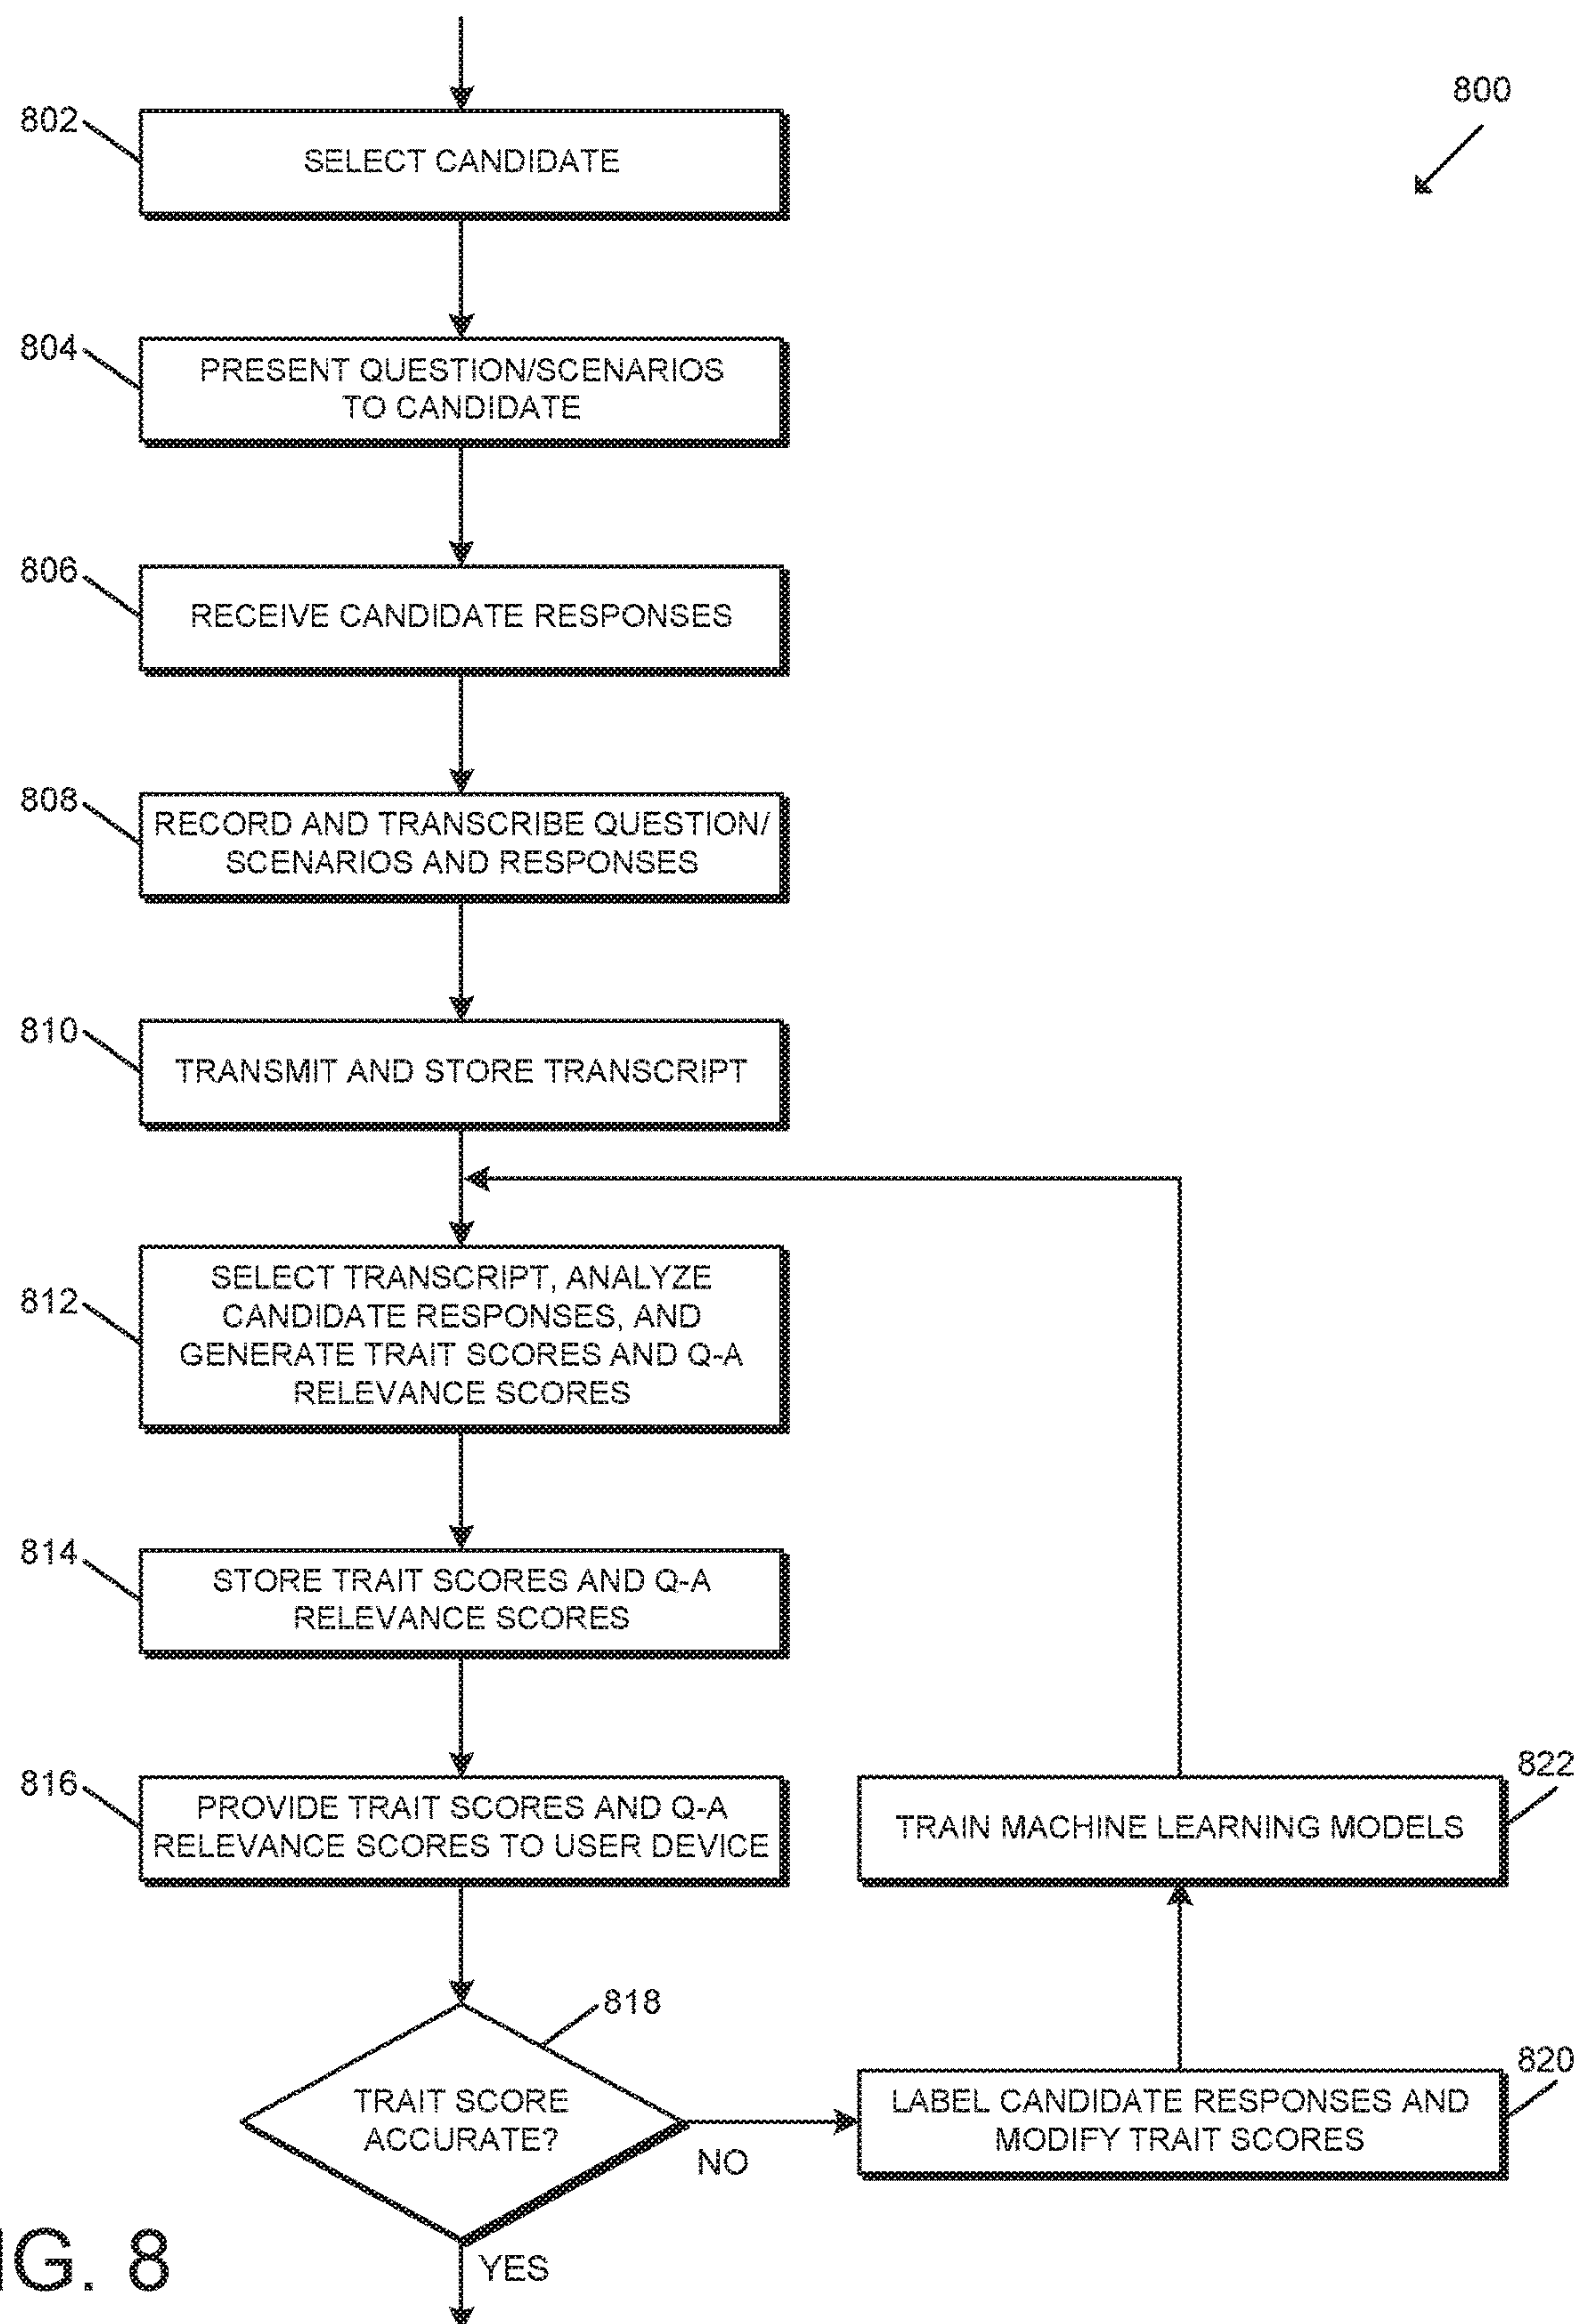 800
802
SELECT CANDIDATE
804
PRESENT QUESTION/SCENARIOS
TO CANDIDATE
806
RECEIVE CANDIDATE RESPONSES
808
RECORD AND TRANSCRIBE QUESTION/
SCENARIOS AND RESPONSES
810
TRANSMIT AND STORE TRANSCRIPT
812
SELECT TRANSCRIPT, ANALYZE
CANDIDATE RESPONSES, AND
GENERATE TRAIT SCORES AND Q-A
RELEVANCE SCORES
814
STORE TRAIT SCORES AND Q-A
RELEVANCE SCORES
816
PROVIDE TRAIT SCORES AND Q-A
RELEVANCE SCORES TO USER DEVICE
822
TRAIN MACHINE LEARNING MODELS
818
TRAIT SCORE
ACCURATE?
NO
820
LABEL CANDIDATE RESPONSES AND
MODIFY TRAIT SCORES
YES
IG. 8